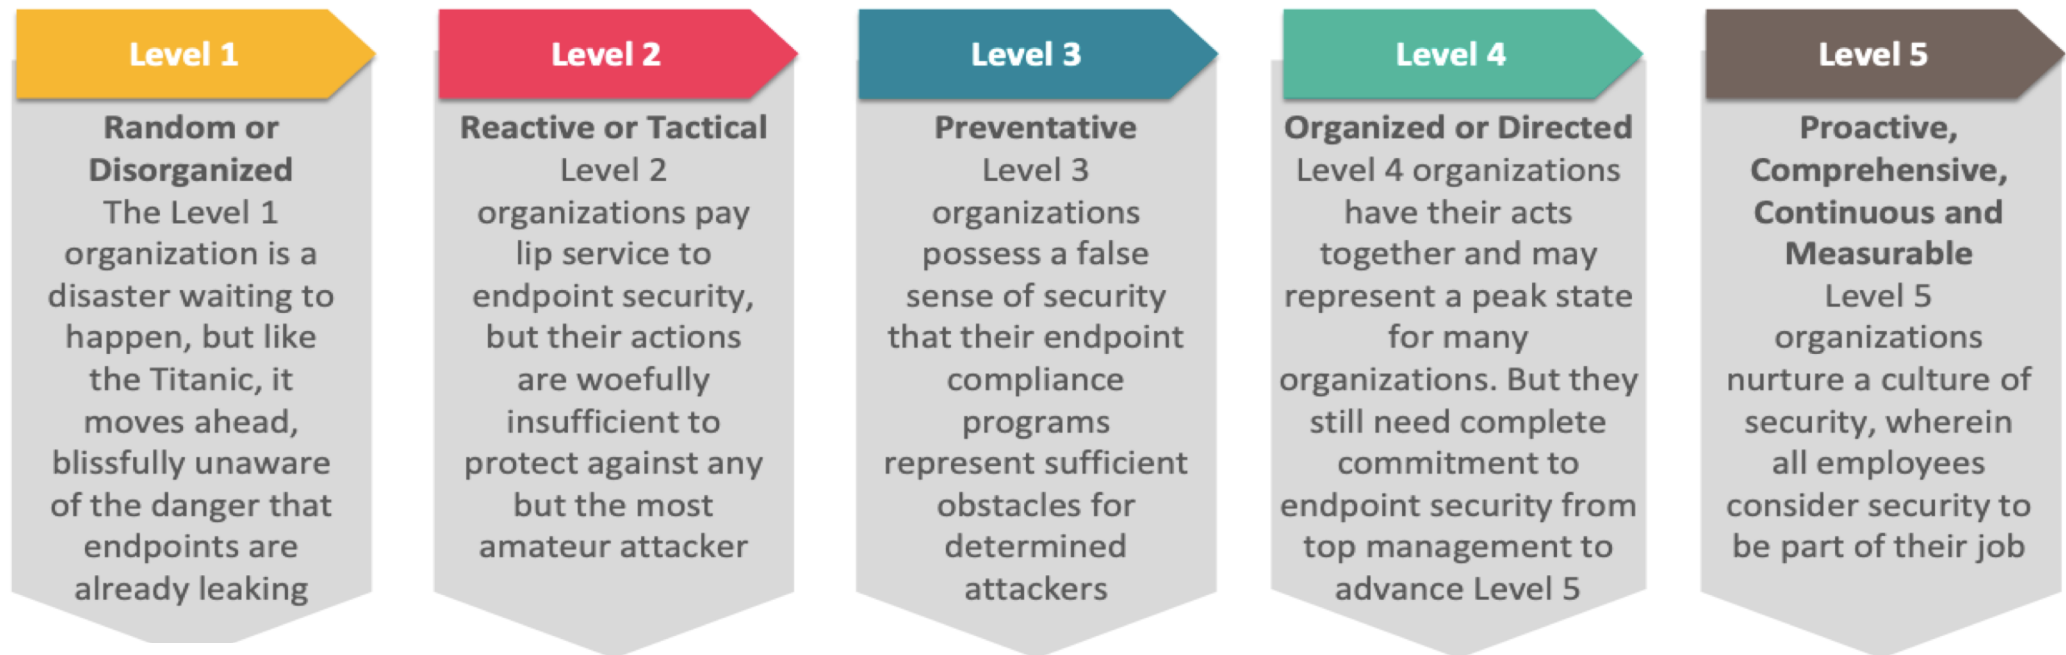 Level 1
Random or
Disorganized
The Level 1
organization is a
disaster waiting to
happen, but like
the Titanic, it
moves ahead,
blissfully unaware
of the danger that
endpoints are
already leaking
Level 2
Reactive or Tactical
Level 2
organizations pay
lip service to
endpoint security,
but their actions
are woefully
insufficient to
protect against any
but the most
amateur attacker
Level 3
Preventative
Level 3
organizations
possess a false
sense of security
that their endpoint
compliance
programs
represent sufficient
obstacles for
determined
attackers
Level 4
Organized or Directed
Level 4 organizations
have their acts
together and may
represent a peak state
for many
organizations. But they
still need complete
commitment to
endpoint security from
top management to
advance Level 5
Level 5
Proactive,
Comprehensive,
Continuous and
Measurable
Level 5
organizations
nurture a culture of
security, wherein
all employees
consider security to
be part of their job